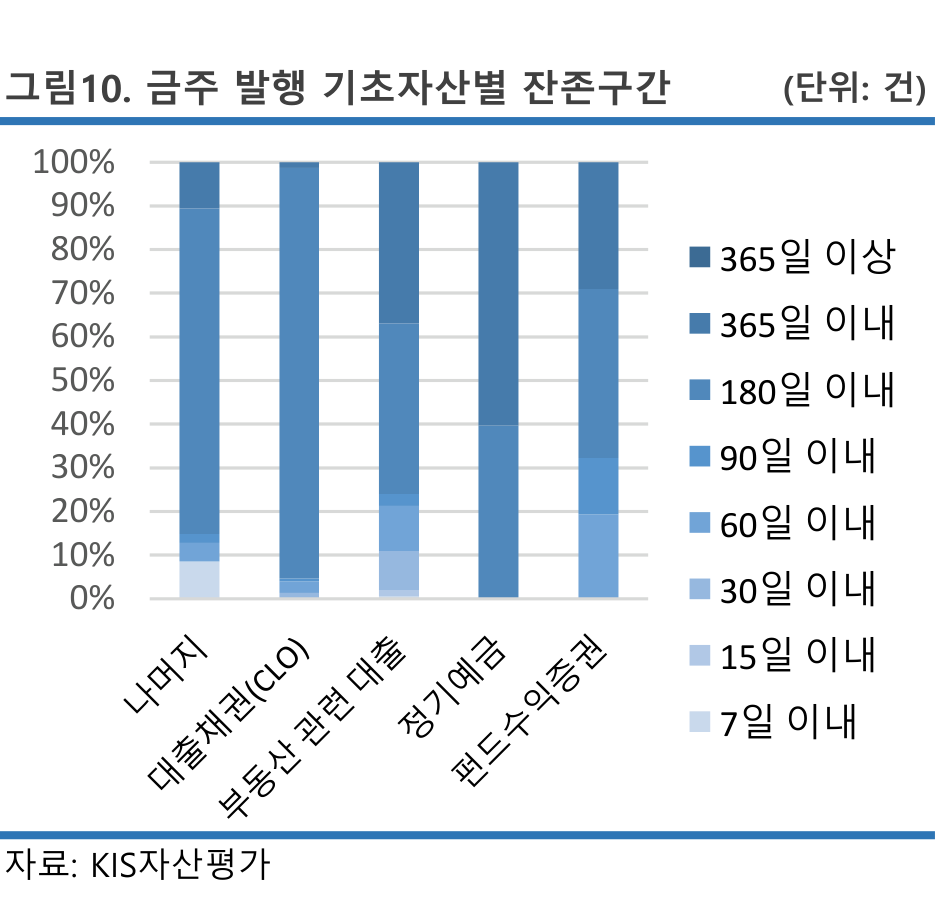 그림10. 금주 발행 기초자산별 잔존구간 (단위: 건)
100%
90%
80%
70%
60%
50%
40%
30%
20%
10%
0%
나머지
대출채권(CLO)
부동산 관련 대출
정기예금
펀드수익증권
365일 이상
365일 이내
180일 이내
90일 이내
60일 이내
30일 이내
15일 이내
7일 이내
자료: KIS자산평가